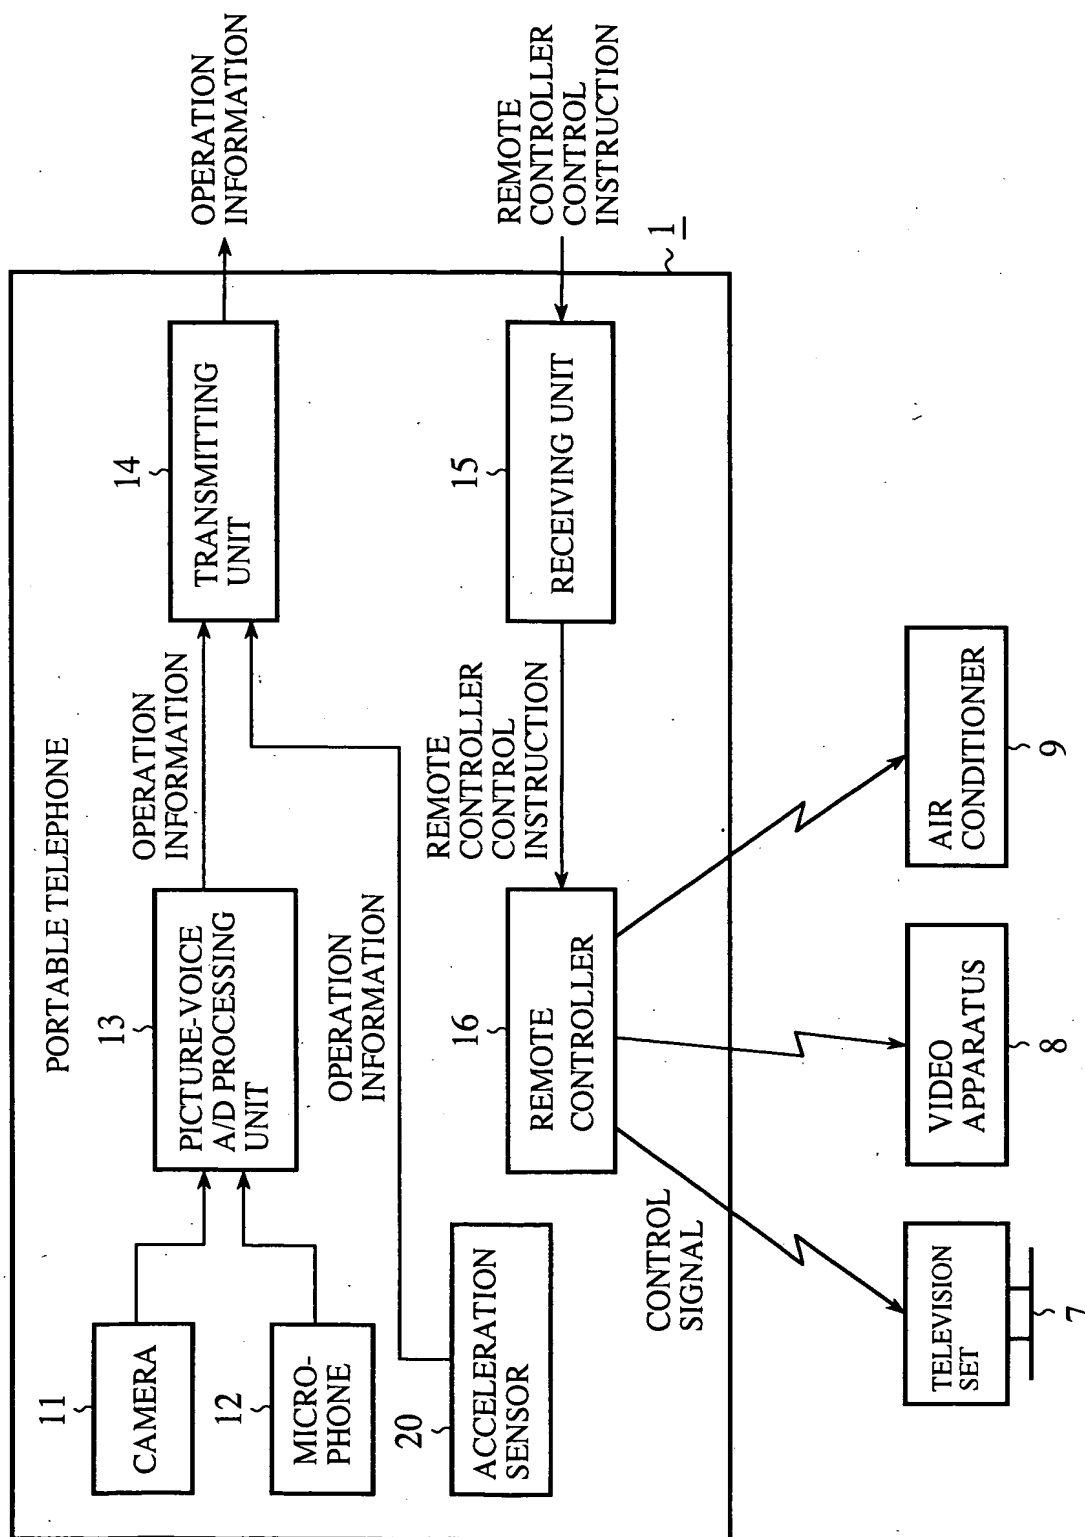 PORTABLE TELEPHONE
11
CAMERA
12
MICRO-
PHONE
13
PICTURE-VOICE
A/D PROCESSING
UNIT
OPERATION
INFORMATION
14
TRANSMITTING
UNIT
OPERATION
INFORMATION
20
ACCELERATION
SENSOR
OPERATION
INFORMATION
16
REMOTE
CONTROLLER
REMOTE
CONTROLLER
CONTROL
INSTRUCTION
15
RECEIVING UNIT
REMOTE
CONTROLLER
CONTROL
INSTRUCTION
1
CONTROL
SIGNAL
TELEVISION
SET
7
VIDEO
APPARATUS
8
AIR
CONDITIONER
9